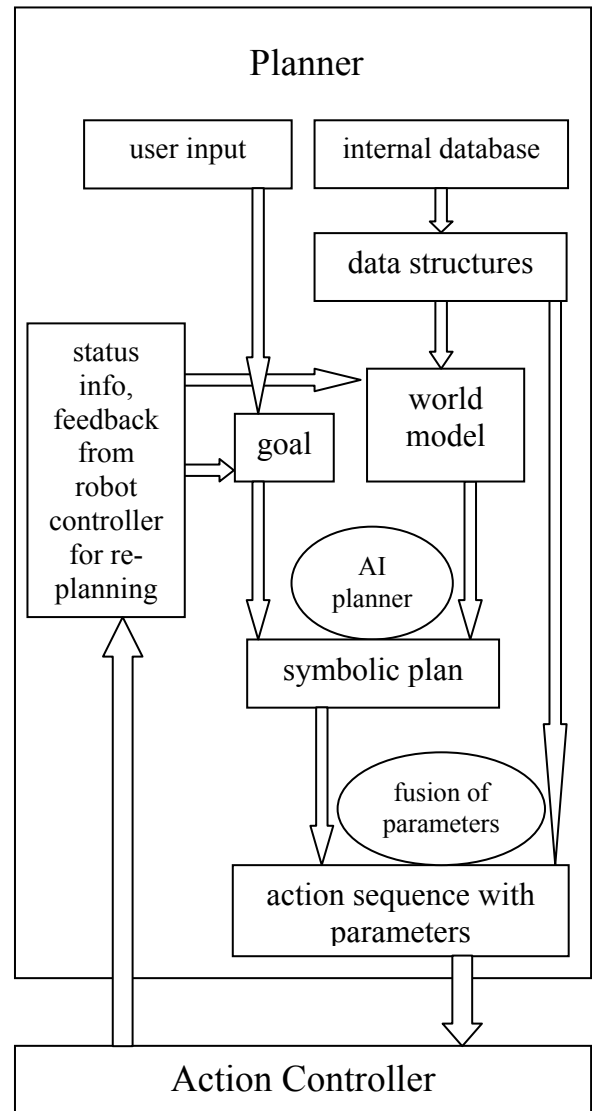 Planner
user input
internal database
data structures
status
info,
feedback
from
robot
controller
for re-
planning
world
model
goal
AI
planner
symbolic plan
fusion of
parameters
action sequence with
parameters
Action Controller